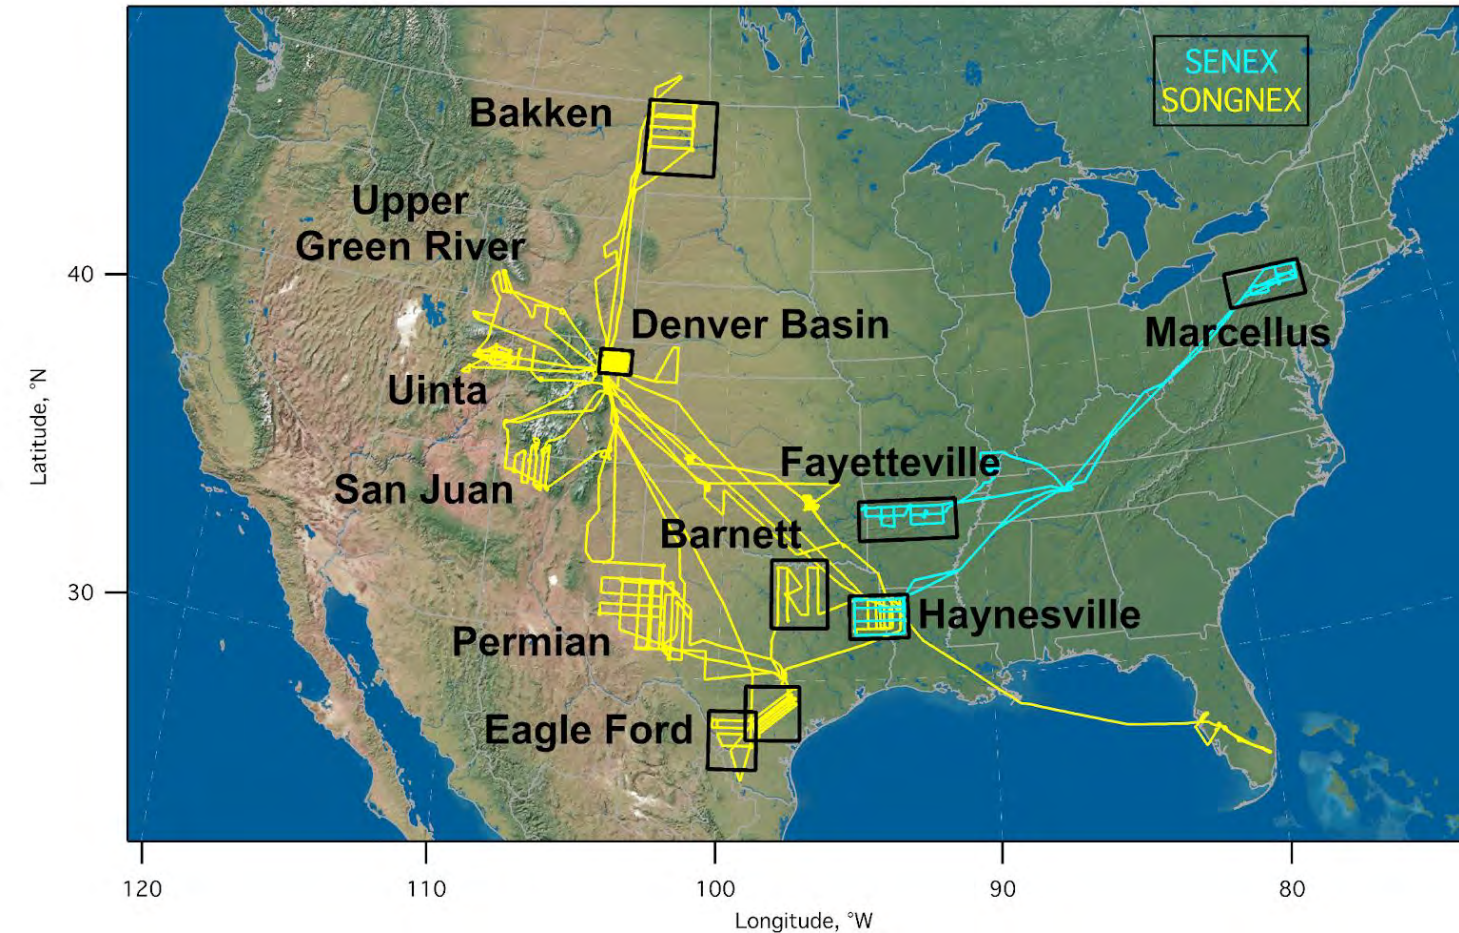 SENEX
SONGNEX
Bakken
Upper
Green River
Denver Basin
Marcellus
Uinta
Fayetteville
San Juan
Barnett
Haynesville
Permian
Eagle Ford
40
30
Latitude, °N
120
110
100
90
80
Longitude, °W